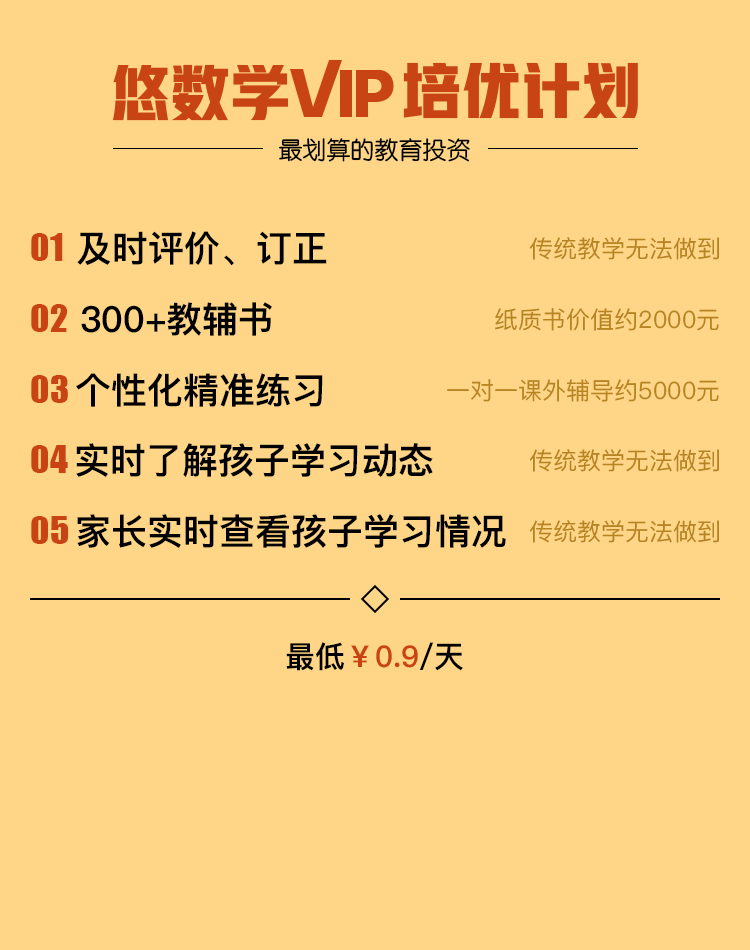 悠数学VIP 培优计划
最划算的教育投资
01 及时评价、订正 传统教学无法做到
02 300+教辅书 纸质书价值约2000元
03 个性化精准练习 一对一课外辅导约5000元
04 实时了解孩子学习动态 传统教学无法做到
05 家长实时查看孩子学习情况 传统教学无法做到
最低¥0.9/天